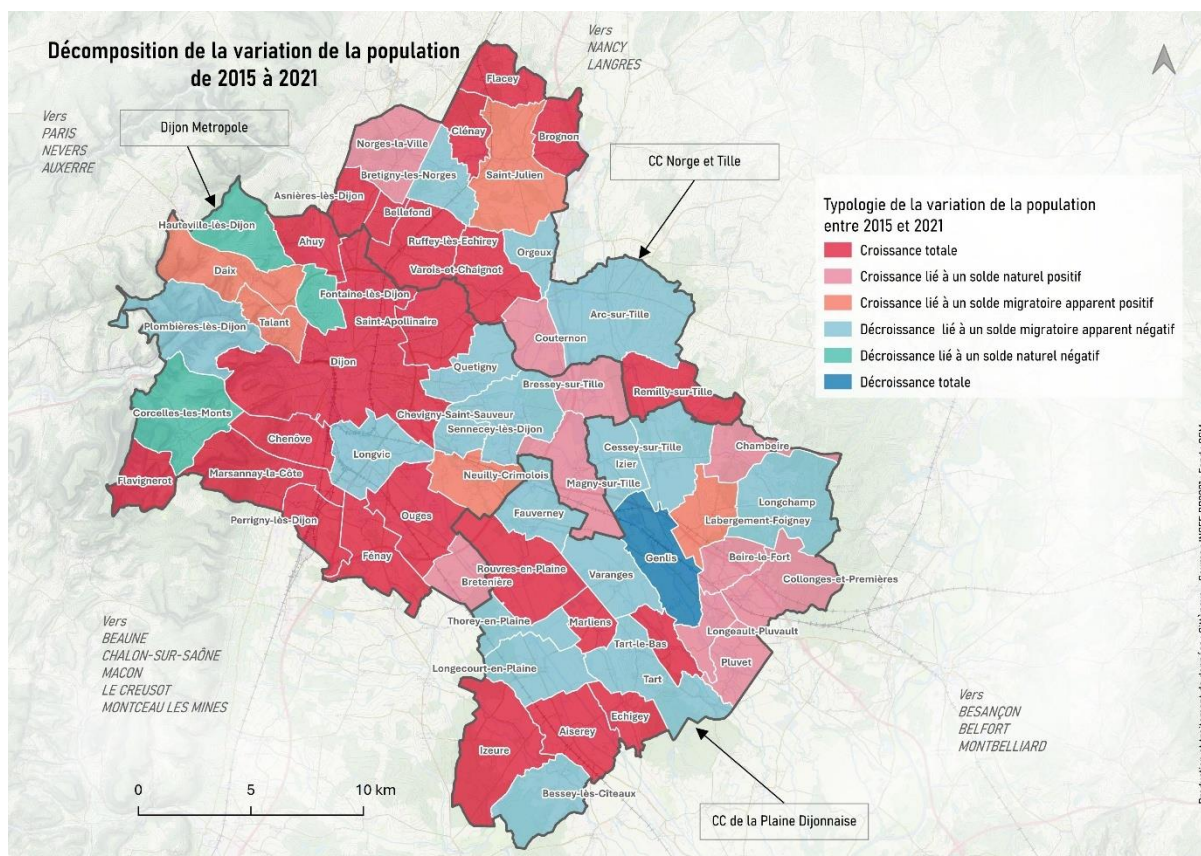 Décomposition de la variation de la population
de 2015 à 2021
Vers
NANCY
LANGRES
Vers
PARIS
NEVERS
AUXERRE
Dijon Metropole
CC Norge et Tille
Typologie de la variation de la population
entre 2015 et 2021
Croissance totale
Croissance lié à un solde naturel positif
Croissance lié à un solde migratoire apparent positif
Décroissance lié à un solde migratoire apparent négatif
Décroissance lié à un solde naturel négatif
Décroissance totale
Flacey
Clénay
Brognon
Norges-la-Ville
Bretigny-les-Norges
Saint-Julien
Asnières-lès-Dijon
Bellefond
Hauteville-lès-Dijon
Ahuy
Ruffey-lès-Echirey
Orgeux
Varois-et-Chaignot
Daix
Fontaine-lès-Dijon
Saint-Apollinaire
Arc-sur-Tille
Plombières-lès-Dijon
Talant
Couternon
Dijon
Quetigny
Bressey-sur-Tille
Remilly-sur-Tille
Corcelles-les-Monts
Chevigny-Saint-Sauveur
Sennecey-lès-Dijon
Chenôve
Longvic
Cessey-sur-Tille
Chambeire
Izier
Flavignerot
Marsannay-la-Côte
Neuilly-Crimolois
Magny-sur-Tille
Longchamp
Perrigny-lès-Dijon
Ouges
Fauverney
Labergement-Foigney
Fénay
Genlis
Beire-le-Fort
Rouvres-en-Plaine
Bretenière
Varanges
Collonges-et-Premières
Thorey-en-Plaine
Marliens
Tart-le-Bas
Longeault-Pluvault
Longecourt-en-Plaine
Tart
Pluvet
Echigey
Aiserey
Izeure
Bessey-lès-Cîteaux
Vers
BEAUNE
CHALON-SUR-SAÔNE
MACON
LE CREUSOT
MONTCEAU LES MINES
Vers
BESANÇON
BELFORT
MONTBELLIARD
0 5 10 km
CC de la Plaine Dijonnaise